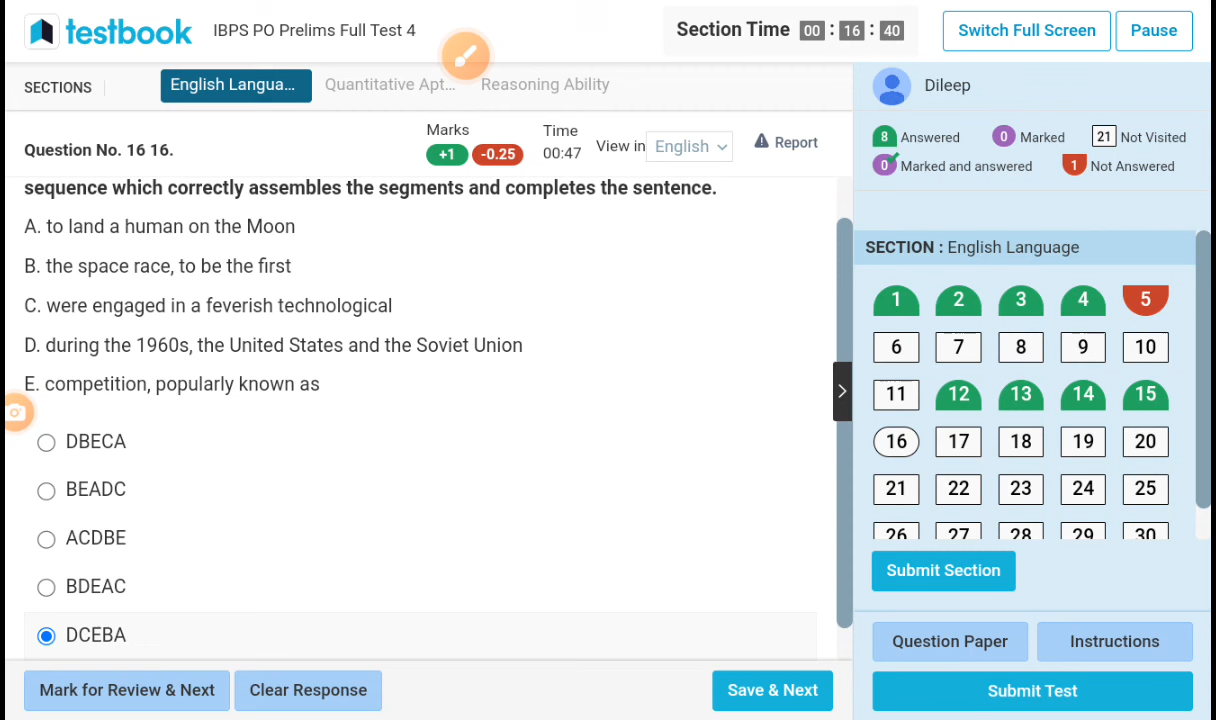 testbook IBPS PO Prelims Full Test 4 Section Time 00 : 16 : 40 Switch Full Screen Pause
SECTIONS English Langua... Quantitative Apt... Reasoning Ability
Question No. 16 16. Marks +1 -0.25 Time 00:47 View in English Report
sequence which correctly assembles the segments and completes the sentence.
A. to land a human on the Moon
B. the space race, to be the first
C. were engaged in a feverish technological
D. during the 1960s, the United States and the Soviet Union
E. competition, popularly known as
DBECA
BEADC
ACDBE
BDEAC
DCEBA
Mark for Review & Next Clear Response Save & Next
Dileep
8 Answered 0 Marked 21 Not Visited
0 Marked and answered 1 Not Answered
SECTION : English Language
1 2 3 4 5
6 7 8 9 10
11 12 13 14 15
16 17 18 19 20
21 22 23 24 25
26 27 28 29 30
Submit Section
Question Paper Instructions
Submit Test